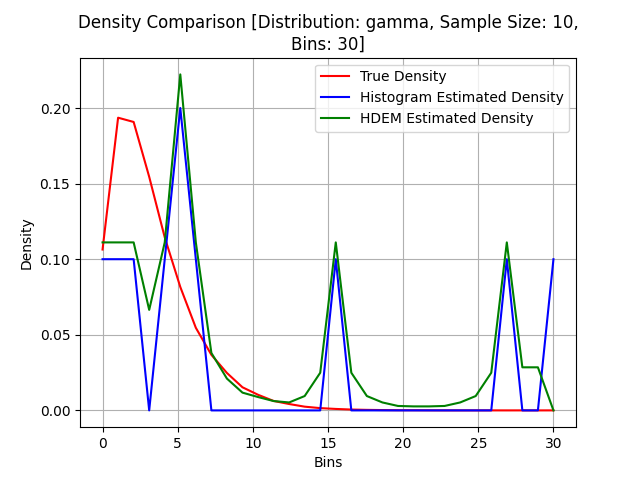 Density Comparison [Distribution: gamma, Sample Size: 10,
Bins: 30]
True Density
Histogram Estimated Density
HDEM Estimated Density
Density
0.20
0.15
0.10
0.05
0.00
0 5 10 15 20 25 30
Bins